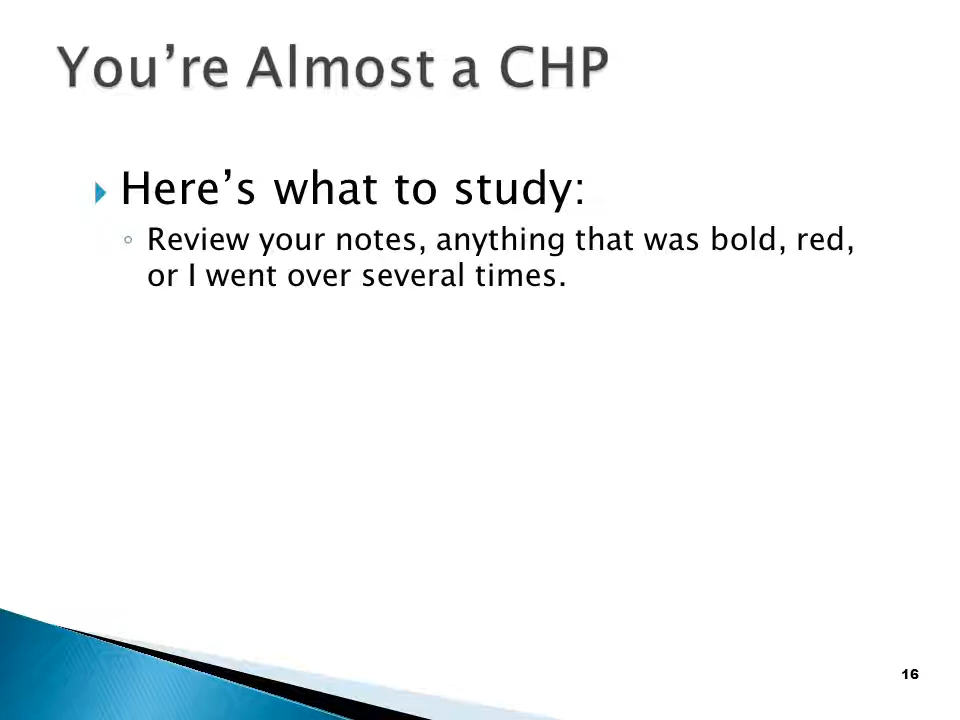 You’re Almost a CHP
Here’s what to study:
Review your notes, anything that was bold, red,
or I went over several times.
16